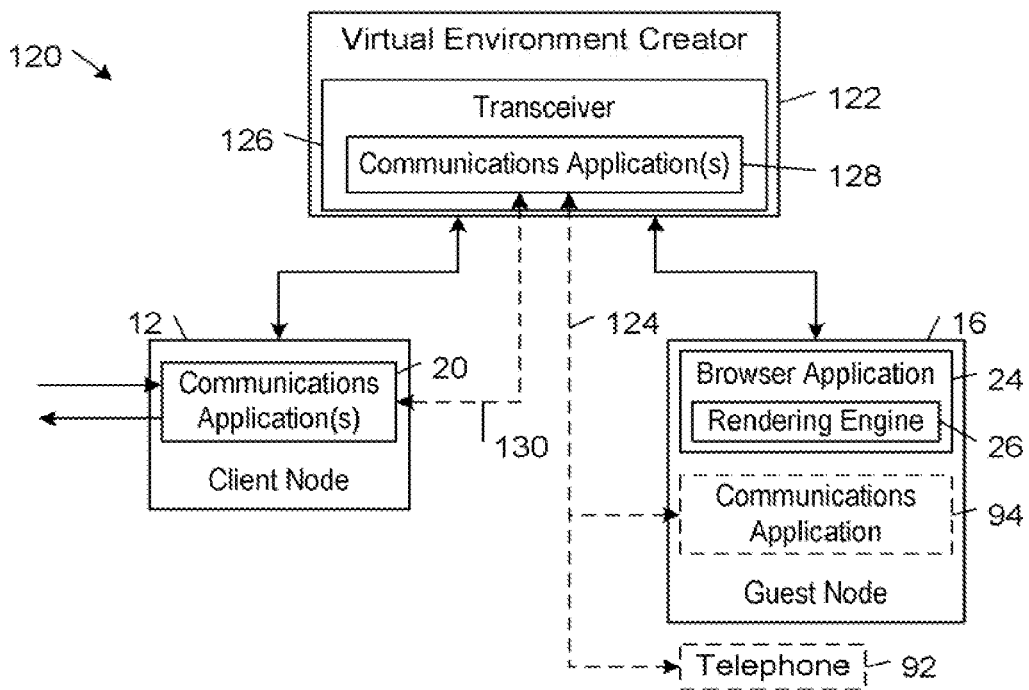 Virtual Environment Creator
120
Transceiver
122
126
Communications Application(s)
128
12
124
16
Communications
Application(s)
20
Browser Application
24
Rendering Engine
26
130
Client Node
Communications
Application
94
Guest Node
Telephone
92